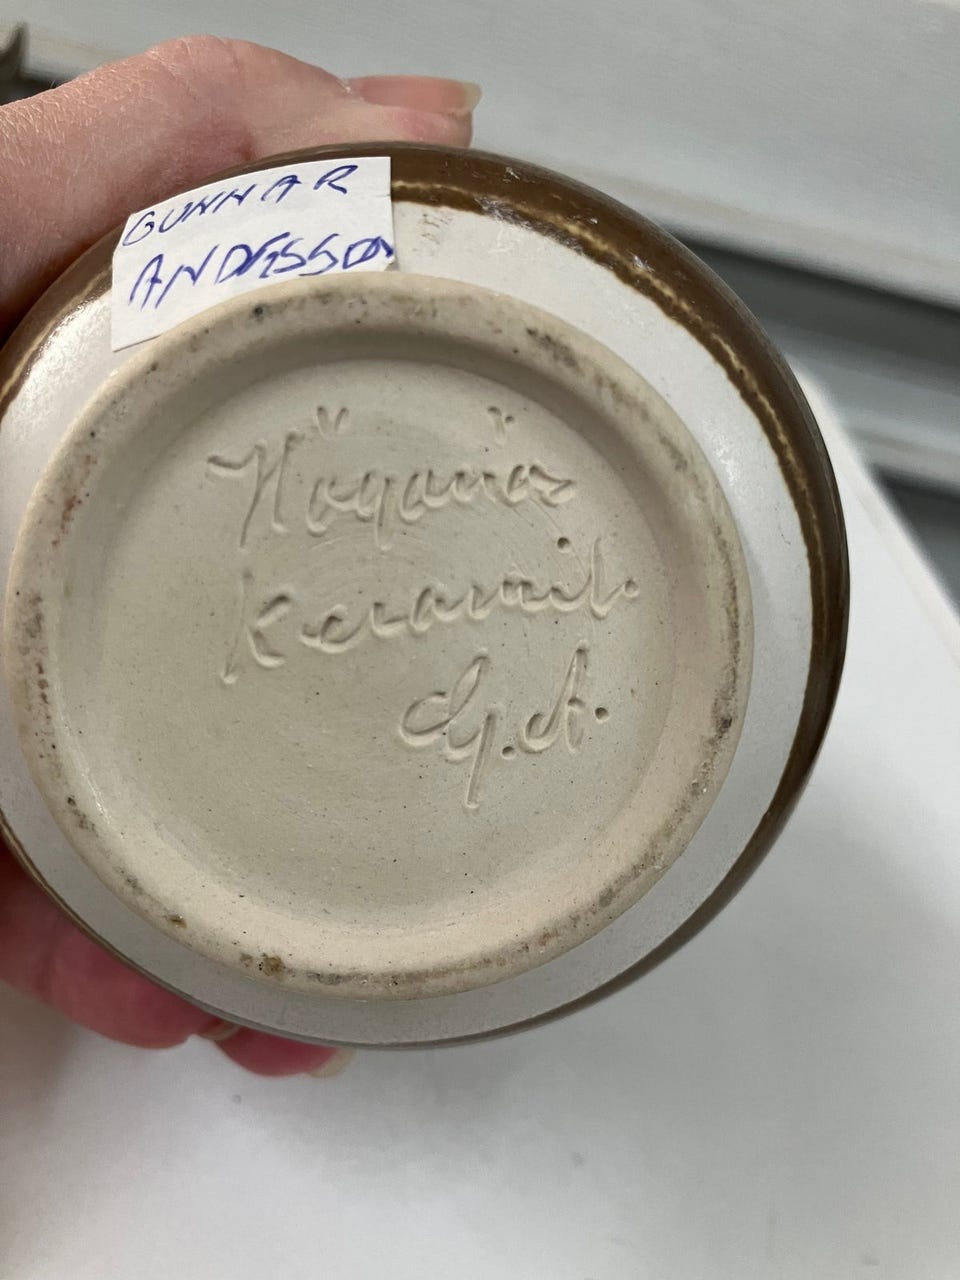 GUNNAR
ANDESSON
Höganäs
Keramik.
G.A.